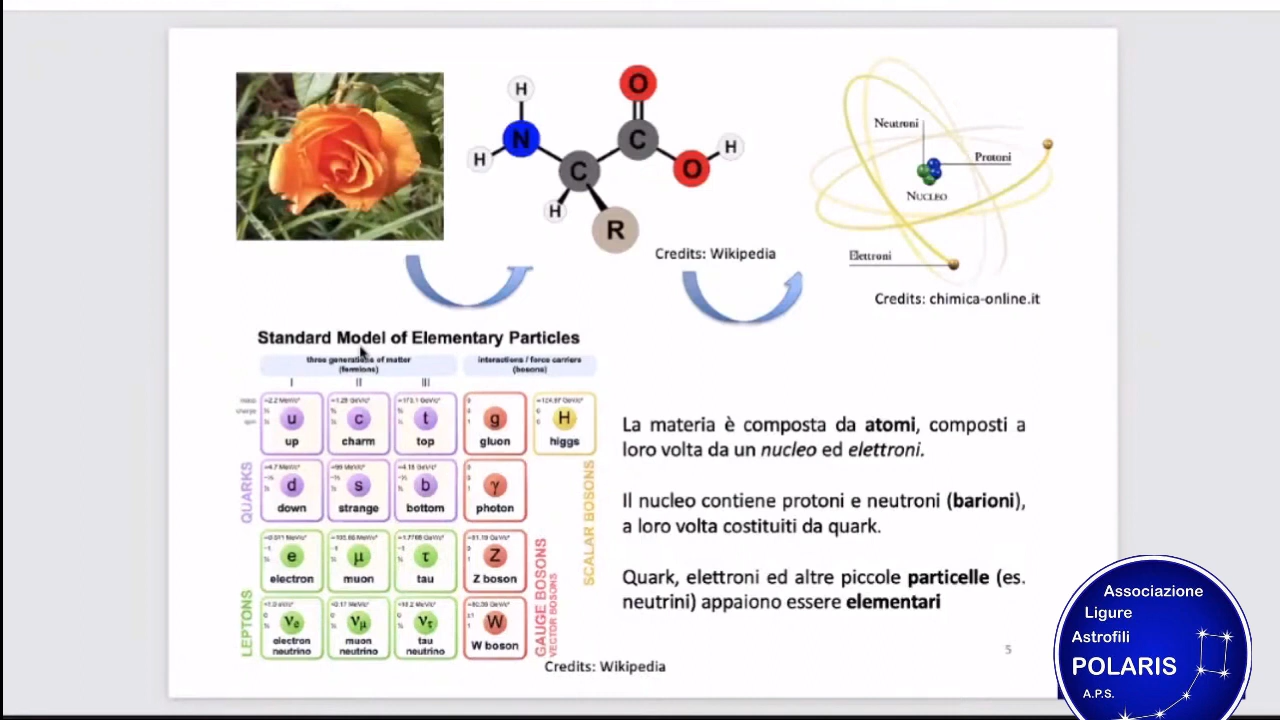 H
O
N
C
H
H
C
O
H
R
Credits: Wikipedia
Neutroni
Protoni
NUCLEO
Elettroni
Credits: chimica-online.it
Standard Model of Elementary Particles
three generations of matter
(fermions)
interactions / force carriers
(bosons)
I II III
mass
charge
spin
u
up
c
charm
t
top
g
gluon
H
higgs
d
down
s
strange
b
bottom
γ
photon
e
electron
μ
muon
τ
tau
Z
Z boson
νe
electron
neutrino
νμ
muon
neutrino
ντ
tau
neutrino
W
W boson
QUARKS
LEPTONS
GAUGE BOSONS
VECTOR BOSONS
SCALAR BOSONS
Credits: Wikipedia
La materia è composta da atomi, composti a
loro volta da un nucleo ed elettroni.
Il nucleo contiene protoni e neutroni (barioni),
a loro volta costituiti da quark.
Quark, elettroni ed altre piccole particelle (es.
neutrini) appaiono essere elementari
5
Associazione
Ligure
Astrofili
POLARIS
A.P.S.